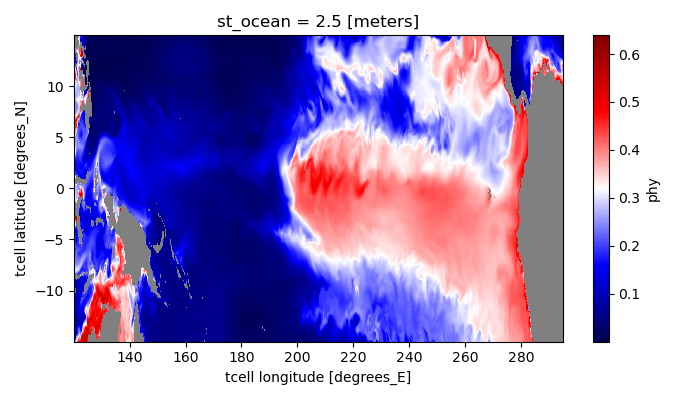 st_ocean = 2.5 [meters]
tcell latitude [degrees_N]
10
5
0
−5
−10
140 160 180 200 220 240 260 280
tcell longitude [degrees_E]
0.6
0.5
0.4
0.3
0.2
0.1
phy